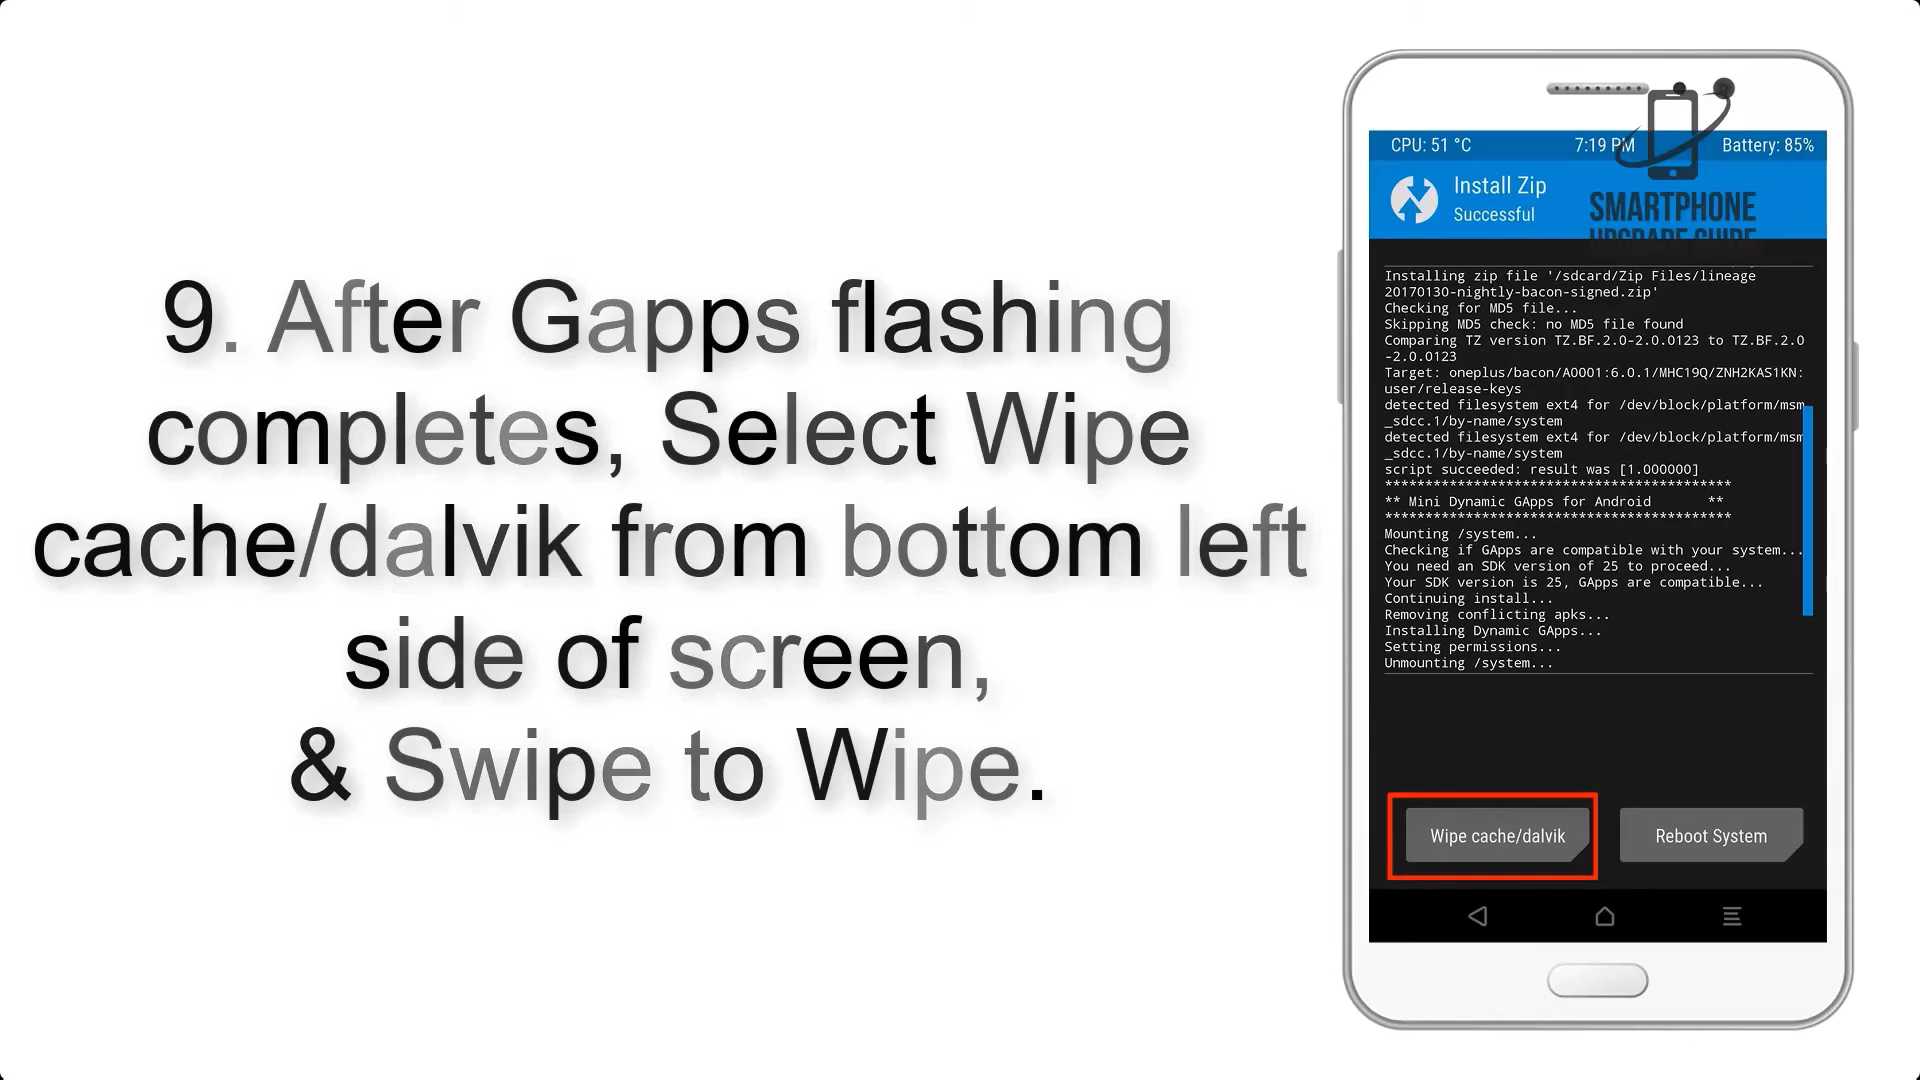 9. After Gapps flashing
completes, Select Wipe
cache/dalvik from bottom left
side of screen,
& Swipe to Wipe.
CPU: 51 °C 7:19 PM Battery: 85%
Install Zip
Successful
SMARTPHONE
UPGRADE GUIDE
Installing zip file '/sdcard/Zip Files/lineage
20170130-nightly-bacon-signed.zip'
Checking for MD5 file...
Skipping MD5 check: no MD5 file found
Comparing TZ version TZ.BF.2.0-2.0.0123 to TZ.BF.2.0
-2.0.0123
Target: oneplus/bacon/A0001:6.0.1/MHC19Q/ZNH2KAS1KN:
user/release-keys
detected filesystem ext4 for /dev/block/platform/msm
_sdcc.1/by-name/system
detected filesystem ext4 for /dev/block/platform/msm
_sdcc.1/by-name/system
script succeeded: result was [1.000000]
******************************************
** Mini Dynamic GApps for Android **
******************************************
Mounting /system...
Checking if GApps are compatible with your system...
You need an SDK version of 25 to proceed...
Your SDK version is 25, GApps are compatible...
Continuing install...
Removing conflicting apks...
Installing Dynamic GApps...
Setting permissions...
Unmounting /system...
Wipe cache/dalvik Reboot System